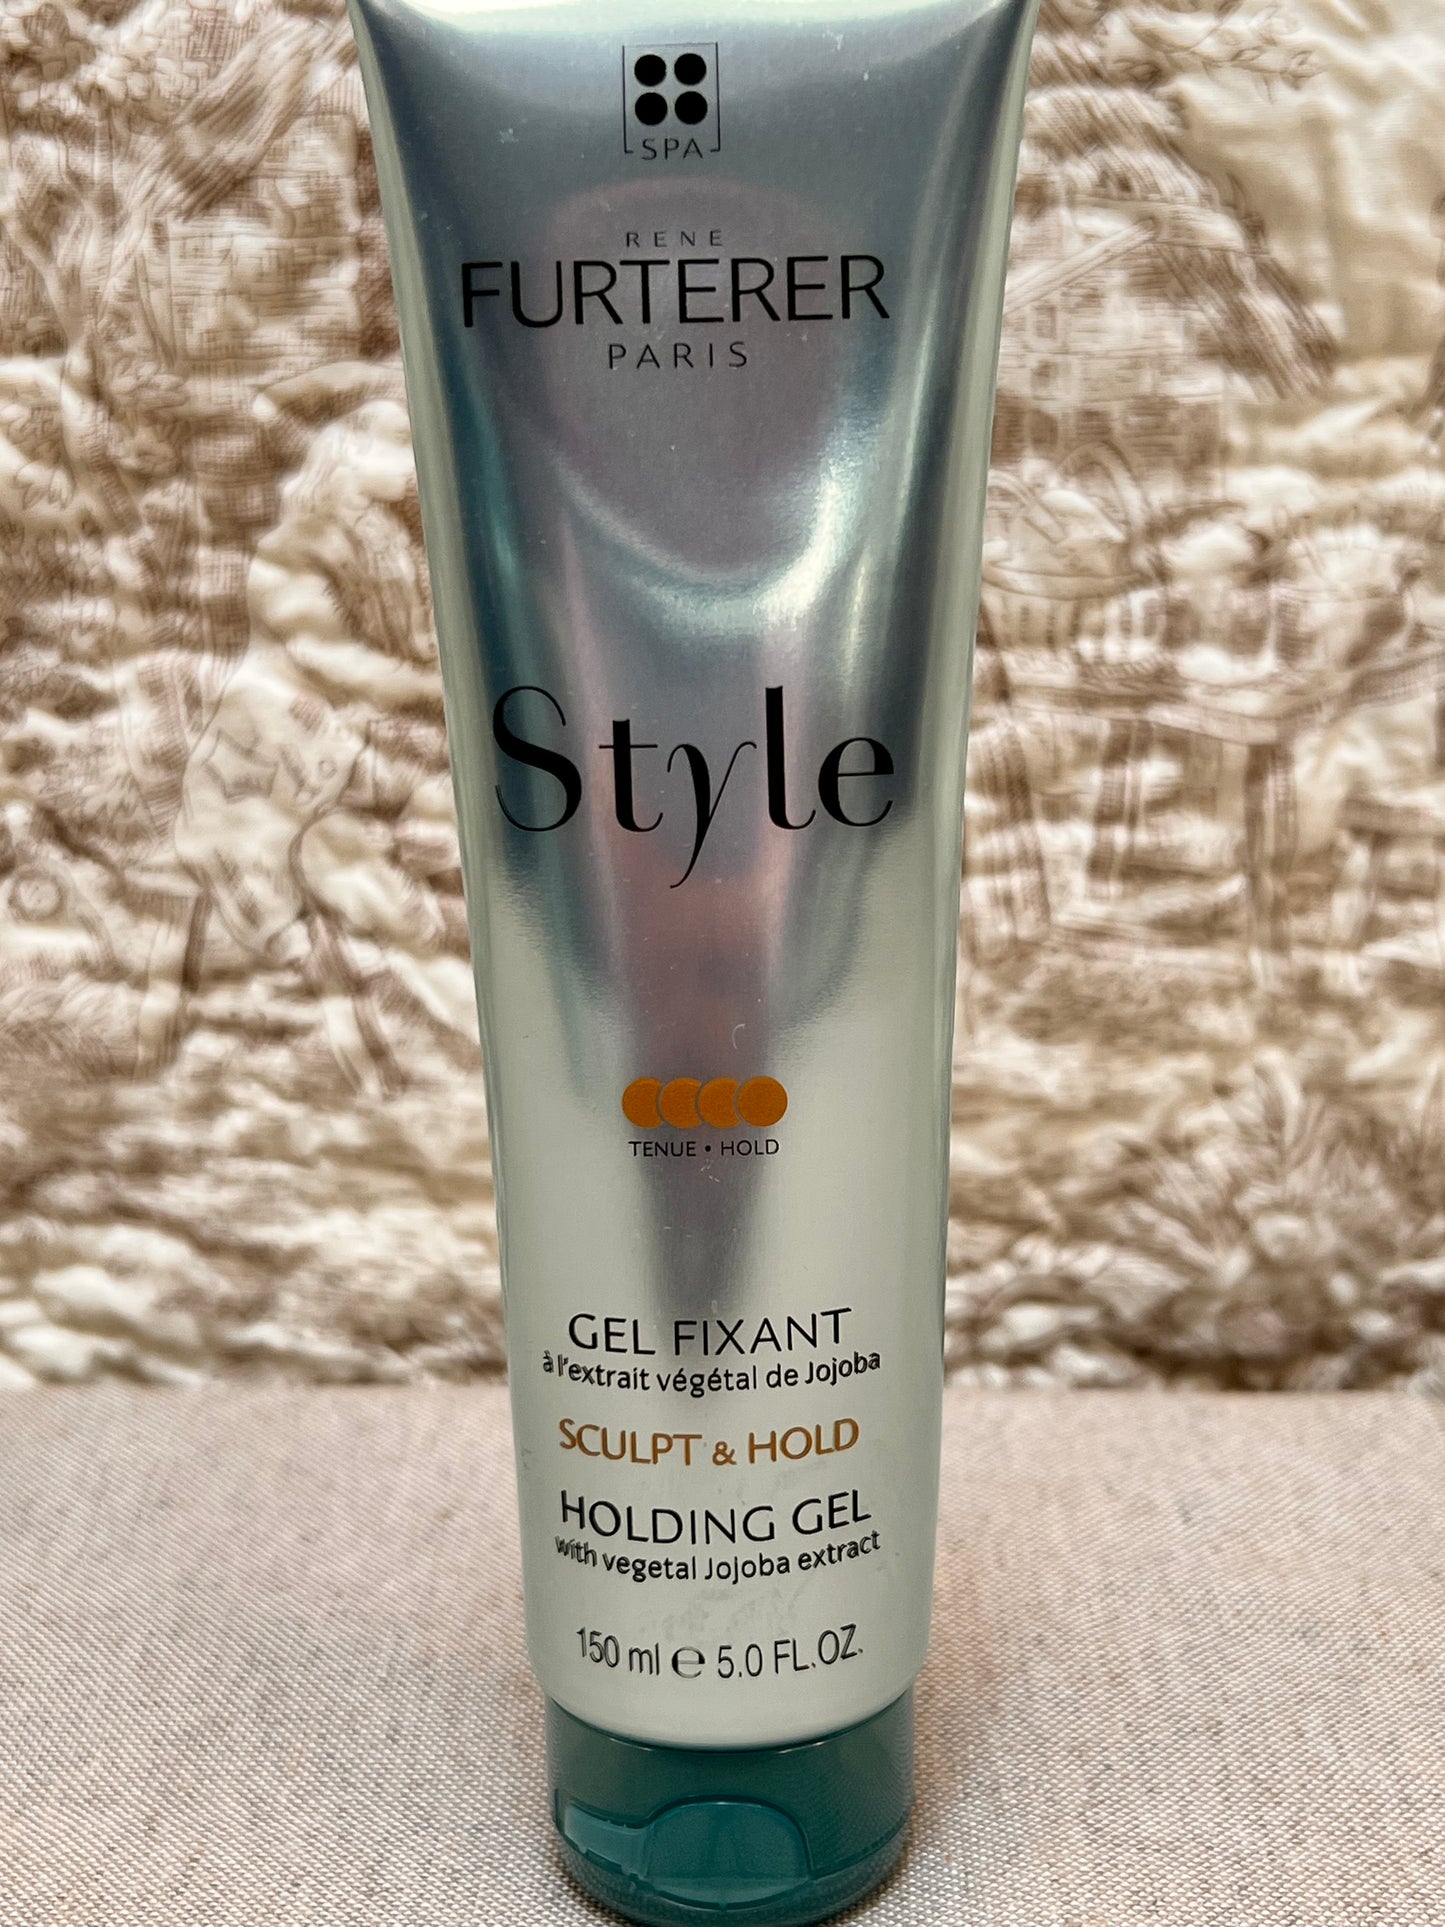 SPA
RENE
FURTERER
PARIS
Style
TENUE • HOLD
GEL FIXANT
à l'extrait végétal de Jojoba
SCULPT & HOLD
HOLDING GEL
with vegetal Jojoba extract
150 ml ℮ 5.0 FL.OZ.